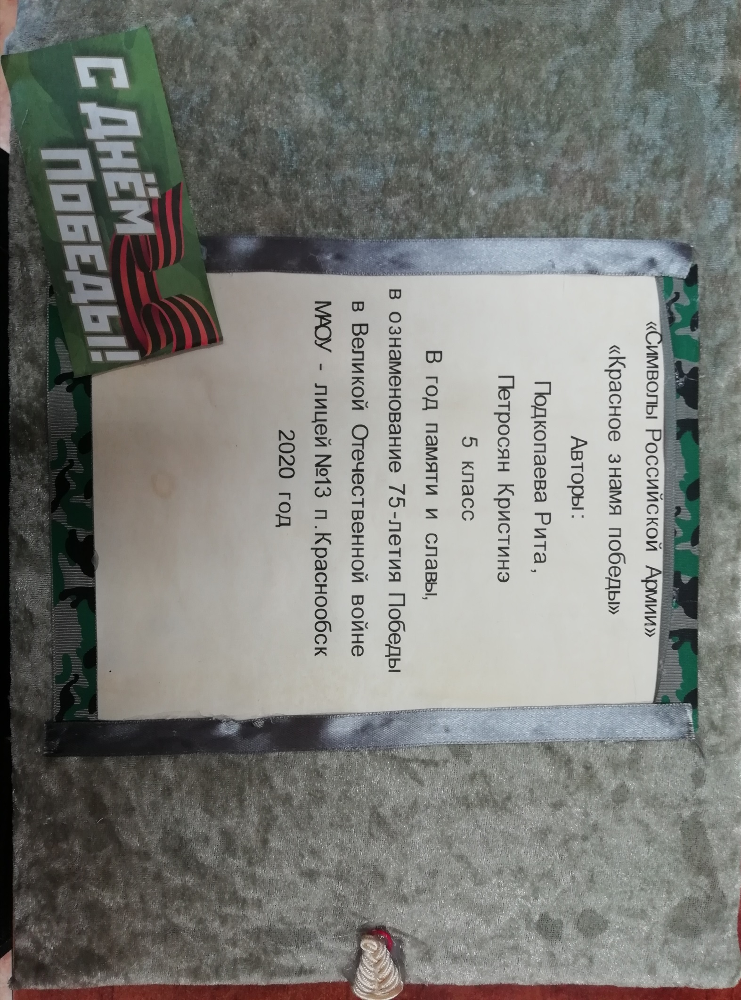 «Символы Российской Армии»
«Красное знамя победы»
Авторы:
Подкопаева Рита,
Петросян Кристинэ
5 класс
В год памяти и славы,
в ознаменование 75-летия Победы
в Великой Отечественной войне
МАОУ - лицей №13 п.Краснообск
2020 год
С ДНЁМ
ПОБЕДЫ!